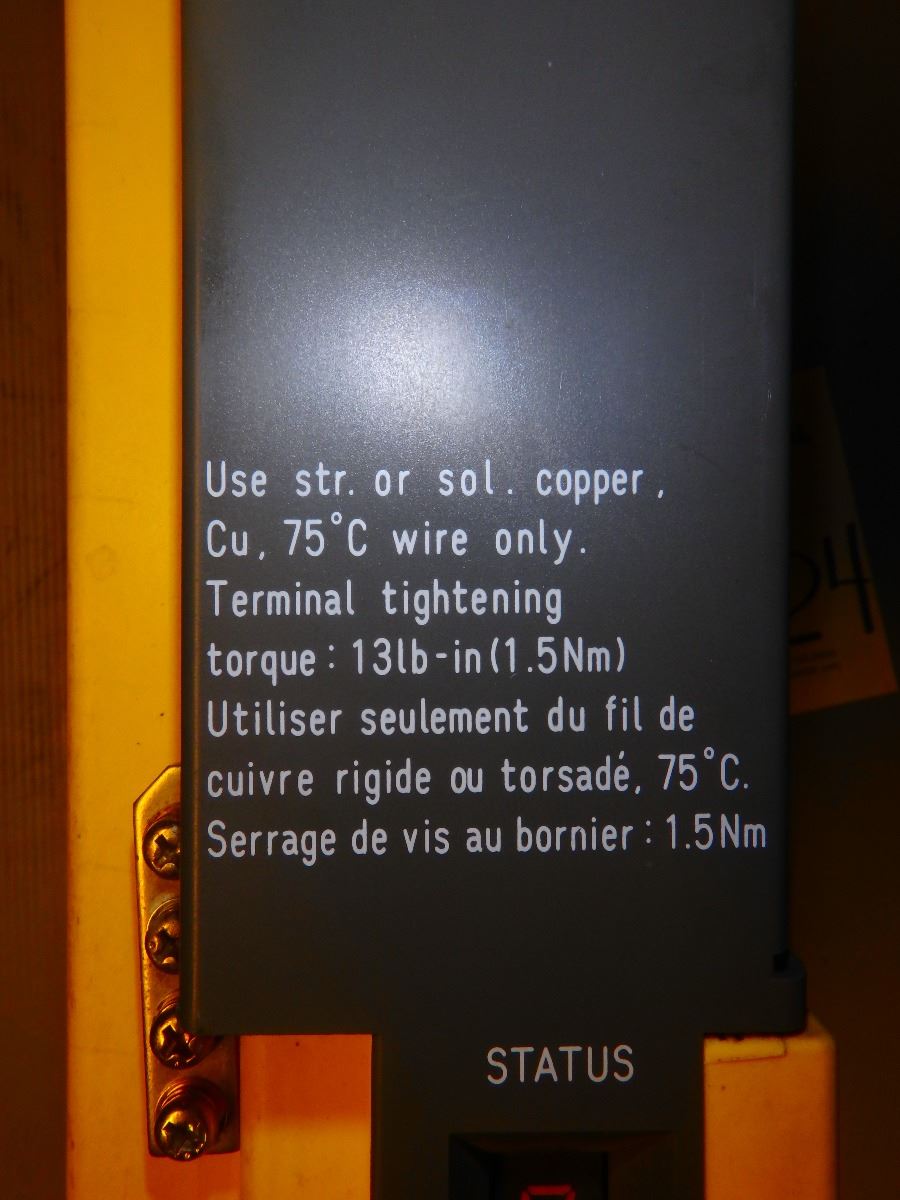 Use str. or sol. copper,
Cu, 75°C wire only.
Terminal tightening
torque: 13lb-in(1.5Nm)
Utiliser seulement du fil de
cuivre rigide ou torsadé, 75°C.
Serrage de vis au bornier: 1.5Nm
24
STATUS